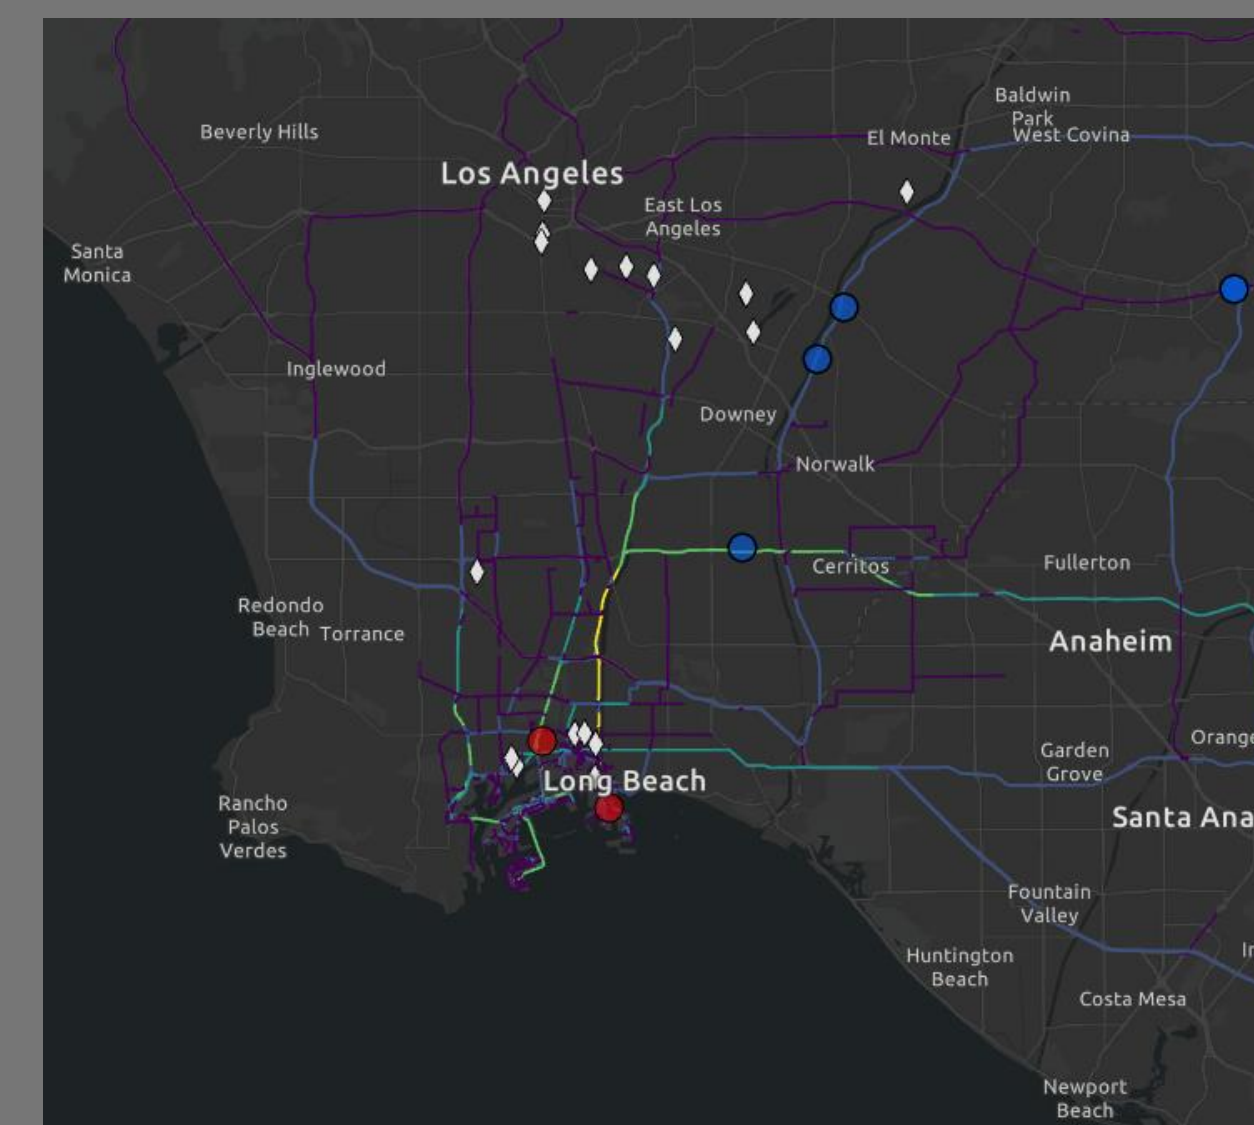 Baldwin
Park
Beverly Hills
El Monte
West Covina
Los Angeles
East Los
Angeles
Santa
Monica
Inglewood
Downey
Norwalk
Cerritos
Fullerton
Redondo
Beach
Torrance
Anaheim
Orange
Garden
Grove
Long Beach
Rancho
Palos
Verdes
Santa Ana
Fountain
Valley
Ir
Huntington
Beach
Costa Mesa
Newport
Beach